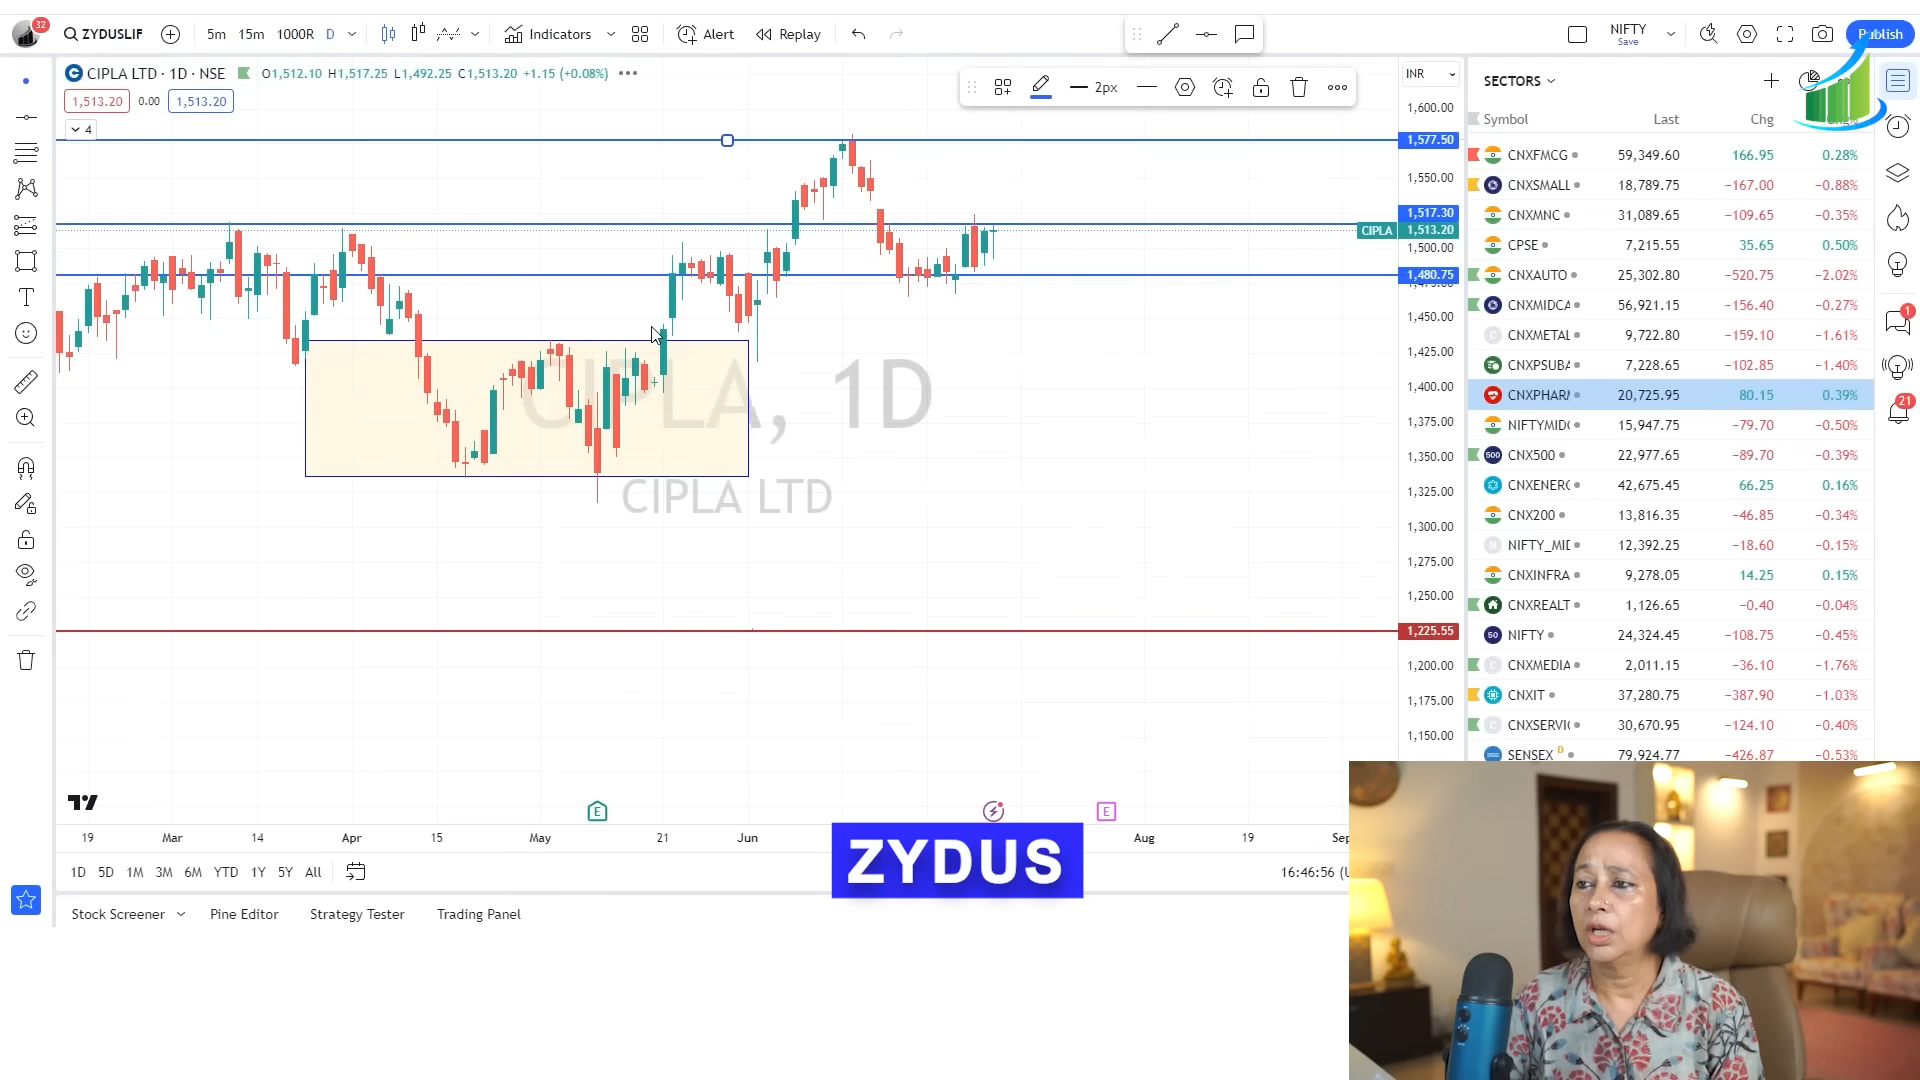 32
ZYDUSLIF
5m 15m 1000R D
Indicators
Alert
Replay
NIFTY
Save
Publish
CIPLA LTD · 1D · NSE O1,512.10 H1,517.25 L1,492.25 C1,513.20 +1.15 (+0.08%)
1,513.20 0.00 1,513.20
4
2px
INR
1,600.00
1,577.50
1,550.00
1,517.30
CIPLA 1,513.20
1,500.00
1,480.75
1,450.00
1,425.00
1,400.00
1,375.00
1,350.00
1,325.00
1,300.00
1,275.00
1,250.00
1,225.55
1,200.00
1,175.00
1,150.00
CIPLA, 1D
CIPLA LTD
E
E
19 Mar 14 Apr 15 May 21 Jun Aug 19
1D 5D 1M 3M 6M YTD 1Y 5Y All
16:46:56
Stock Screener Pine Editor Strategy Tester Trading Panel
ZYDUS
SECTORS
Symbol Last Chg
CNXFMCG 59,349.60 166.95 0.28%
CNXSMALL 18,789.75 −167.00 −0.88%
CNXMNC 31,089.65 −109.65 −0.35%
CPSE 7,215.55 35.65 0.50%
CNXAUTO 25,302.80 −520.75 −2.02%
CNXMIDCA 56,921.15 −156.40 −0.27%
CNXMETAL 9,722.80 −159.10 −1.61%
CNXPSUBA 7,228.65 −102.85 −1.40%
CNXPHARM 20,725.95 80.15 0.39%
NIFTYMIDC 15,947.75 −79.70 −0.50%
500 CNX500 22,977.65 −89.70 −0.39%
CNXENERG 42,675.45 66.25 0.16%
CNX200 13,816.35 −46.85 −0.34%
NIFTY_MID 12,392.25 −18.60 −0.15%
CNXINFRA 9,278.05 14.25 0.15%
CNXREALT 1,126.65 −0.40 −0.04%
50 NIFTY 24,324.45 −108.75 −0.45%
CNXMEDIA 2,011.15 −36.10 −1.76%
CNXIT 37,280.75 −387.90 −1.03%
CNXSERVIC 30,670.95 −124.10 −0.40%
SENSEX D 79,924.77 −426.87 −0.53%
1
21